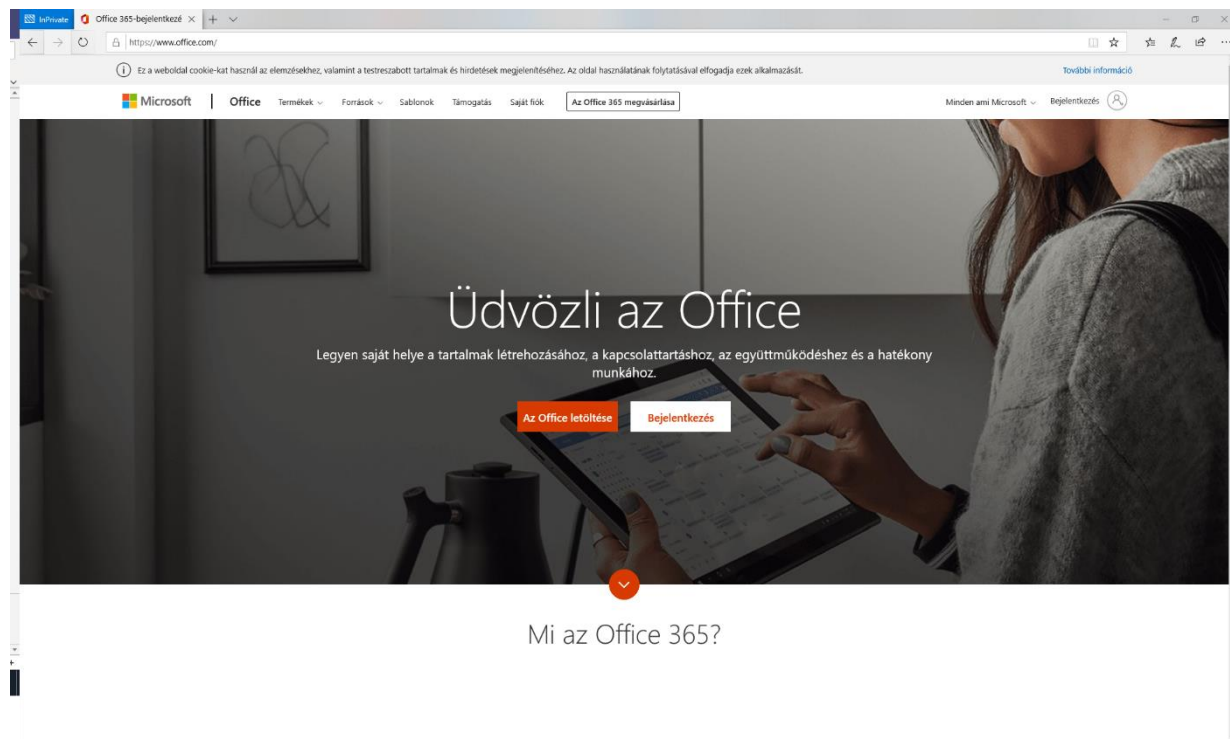 InPrivate Office 365-bejelentkezé
https://www.office.com/
Ez a weboldal cookie-kat használ az elemzésekhez, valamint a testreszabott tartalmak és hirdetések megjelenítéséhez. Az oldal használatának folytatásával elfogadja ezek alkalmazását. További információ
Microsoft Office Termékek Források Sablonok Támogatás Saját fiók Az Office 365 megvásárlása Minden ami Microsoft Bejelentkezés
Üdvözli az Office
Legyen saját helye a tartalmak létrehozásához, a kapcsolattartáshoz, az együttműködéshez és a hatékony
munkához.
Az Office letöltése Bejelentkezés
Mi az Office 365?